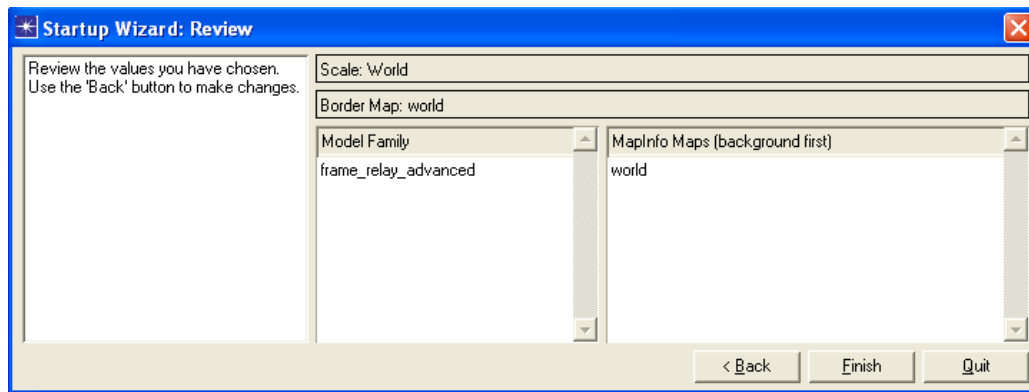 Startup Wizard: Review
Review the values you have chosen.
Use the 'Back' button to make changes.
Scale: World
Border Map: world
Model Family
frame_relay_advanced
MapInfo Maps (background first)
world
< Back
Finish
Quit